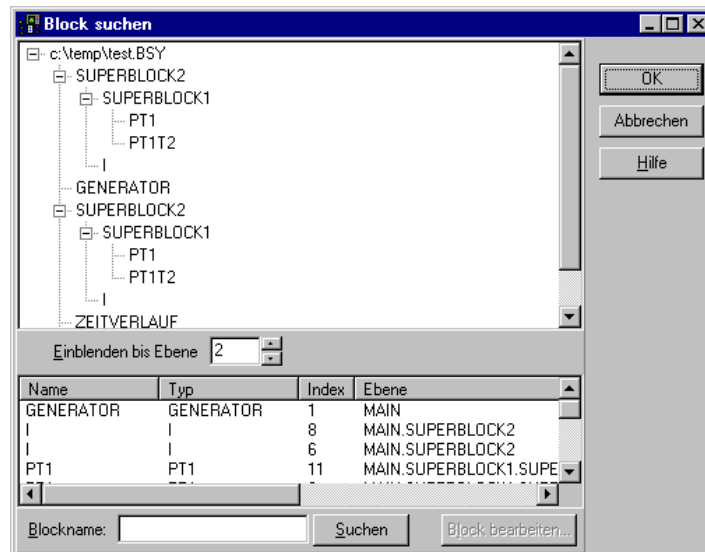 Block suchen
c:\temp\test.BSY
SUPERBLOCK2
SUPERBLOCK1
PT1
PT1T2
I
GENERATOR
SUPERBLOCK2
SUPERBLOCK1
PT1
PT1T2
I
ZEITVERLAUF
OK
Abbrechen
Hilfe
Einblenden bis Ebene 2
Name Typ Index Ebene
GENERATOR GENERATOR 1 MAIN
I I 8 MAIN.SUPERBLOCK2
I I 6 MAIN.SUPERBLOCK2
PT1 PT1 11 MAIN.SUPERBLOCK1.SUPE
Blockname: Suchen Block bearbeiten...